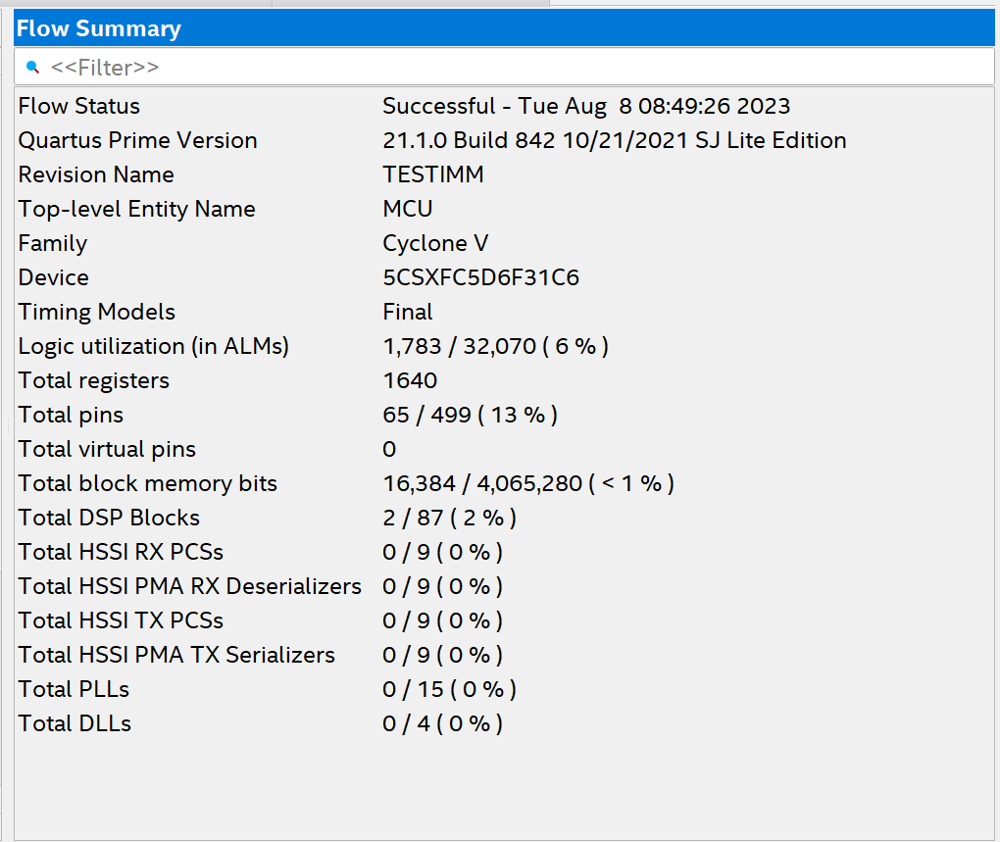 Flow Summary
<<Filter>>
Flow Status Successful - Tue Aug  8 08:49:26 2023
Quartus Prime Version 21.1.0 Build 842 10/21/2021 SJ Lite Edition
Revision Name TESTIMM
Top-level Entity Name MCU
Family Cyclone V
Device 5CSXFC5D6F31C6
Timing Models Final
Logic utilization (in ALMs) 1,783 / 32,070 ( 6 % )
Total registers 1640
Total pins 65 / 499 ( 13 % )
Total virtual pins 0
Total block memory bits 16,384 / 4,065,280 ( < 1 % )
Total DSP Blocks 2 / 87 ( 2 % )
Total HSSI RX PCSs 0 / 9 ( 0 % )
Total HSSI PMA RX Deserializers 0 / 9 ( 0 % )
Total HSSI TX PCSs 0 / 9 ( 0 % )
Total HSSI PMA TX Serializers 0 / 9 ( 0 % )
Total PLLs 0 / 15 ( 0 % )
Total DLLs 0 / 4 ( 0 % )